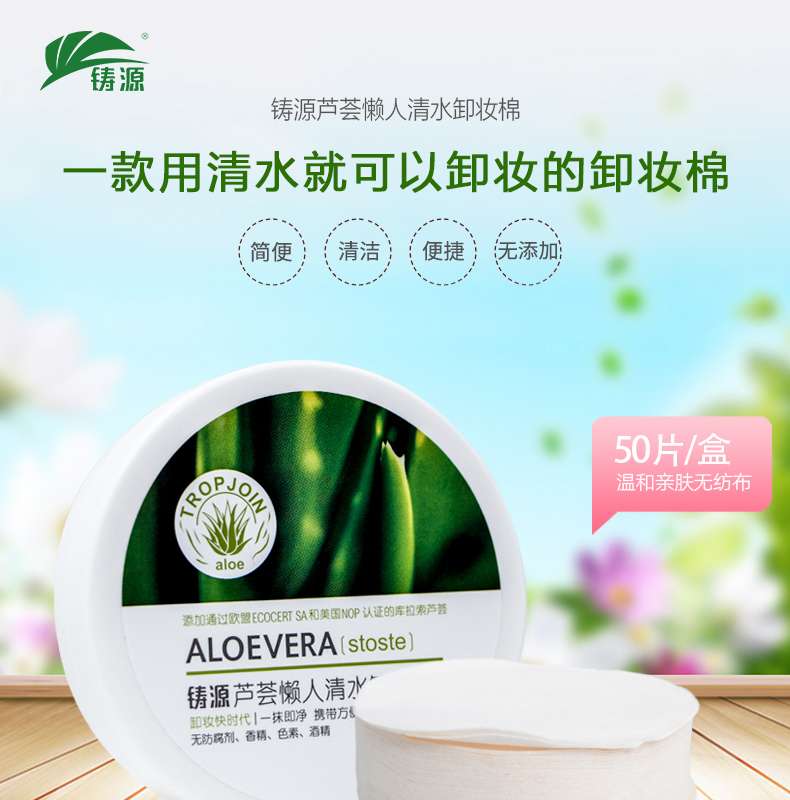 铸源®
铸源芦荟懒人清水卸妆棉
一款用清水就可以卸妆的卸妆棉
简便
清洁
便捷
无添加
50片/盒
温和亲肤无纺布
TROPJOIN
aloe
添加通过欧盟ECOCERT SA和美国NOP 认证的库拉索芦荟
ALOEVERA [stoste]
铸源芦荟懒人清水
卸妆快时代|一抹即净 携带方便
无防腐剂、香精、色素、酒精